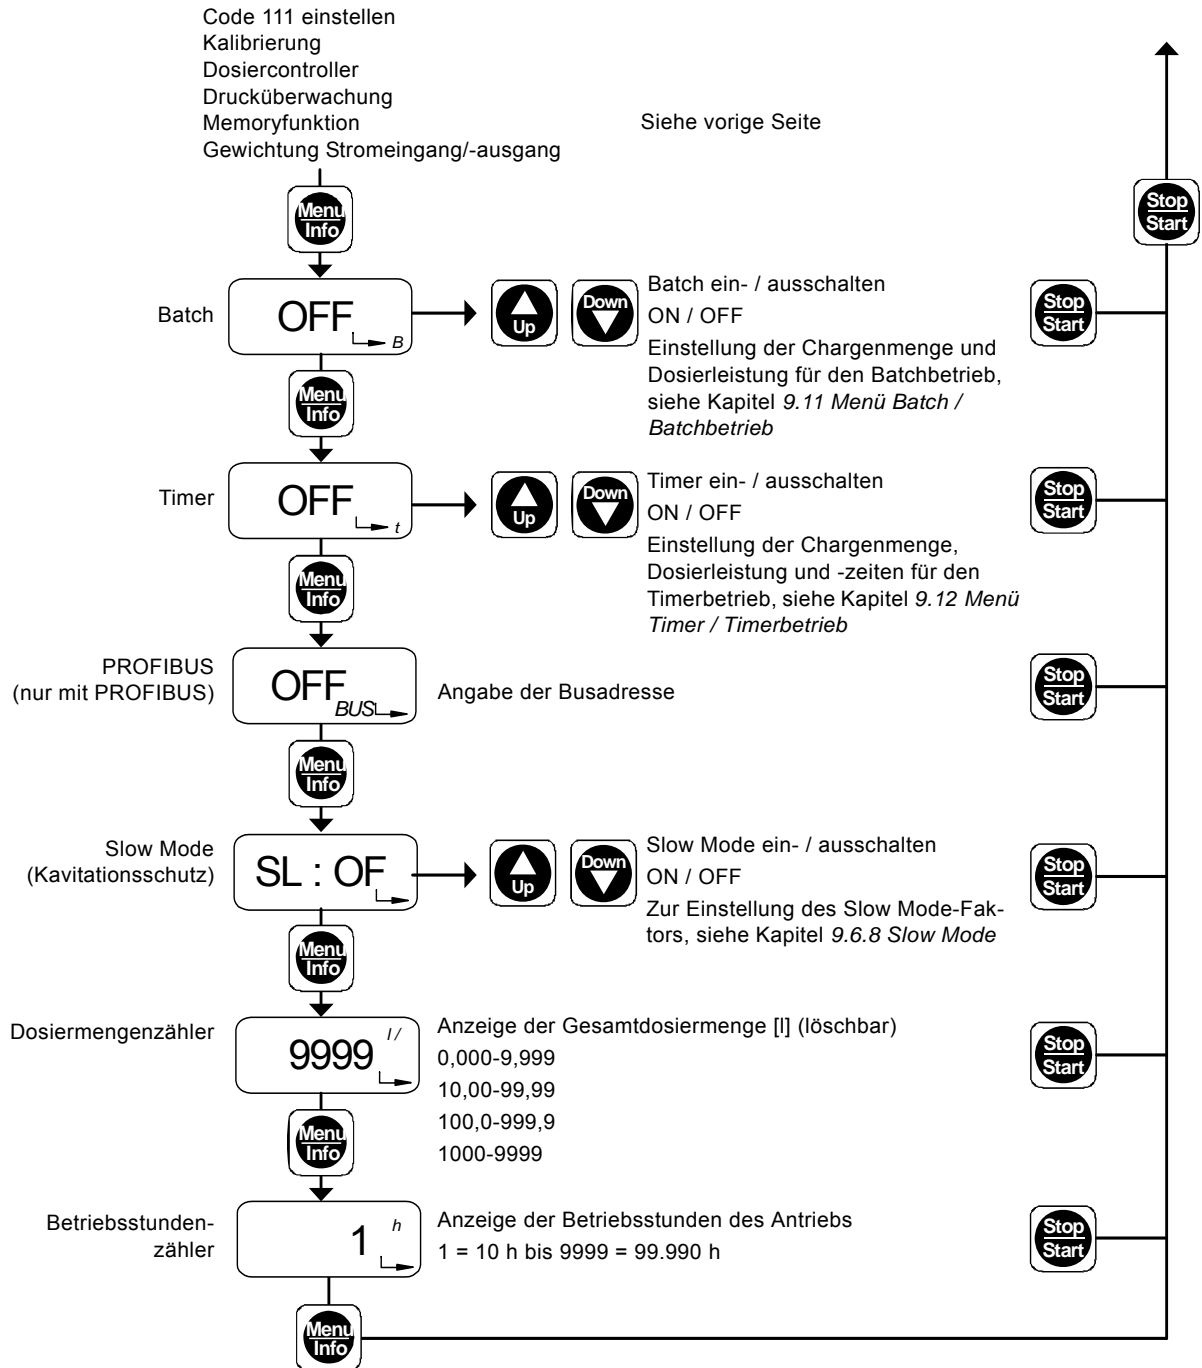 Code 111 einstellen
Kalibrierung
Dosiercontroller
Drucküberwachung
Memoryfunktion
Gewichtung Stromeingang/-ausgang
Siehe vorige Seite
Menu
Info
Stop
Start
Batch
OFF
B
Up
Down
Batch ein- / ausschalten
ON / OFF
Einstellung der Chargenmenge und
Dosierleistung für den Batchbetrieb,
siehe Kapitel 9.11 Menü Batch /
Batchbetrieb
Stop
Start
Menu
Info
Timer
OFF
t
Up
Down
Timer ein- / ausschalten
ON / OFF
Einstellung der Chargenmenge,
Dosierleistung und -zeiten für den
Timerbetrieb, siehe Kapitel 9.12 Menü
Timer / Timerbetrieb
Stop
Start
Menu
Info
PROFIBUS
(nur mit PROFIBUS)
OFF
BUS
Angabe der Busadresse
Stop
Start
Menu
Info
Slow Mode
(Kavitationsschutz)
SL : OF
Up
Down
Slow Mode ein- / ausschalten
ON / OFF
Zur Einstellung des Slow Mode-Fak-
tors, siehe Kapitel 9.6.8 Slow Mode
Stop
Start
Menu
Info
Dosiermengenzähler
9999
l/
Anzeige der Gesamtdosiermenge [l] (löschbar)
0,000-9,999
10,00-99,99
100,0-999,9
1000-9999
Stop
Start
Menu
Info
Betriebsstunden-
zähler
1
h
Anzeige der Betriebsstunden des Antriebs
1 = 10 h bis 9999 = 99.990 h
Stop
Start
Menu
Info